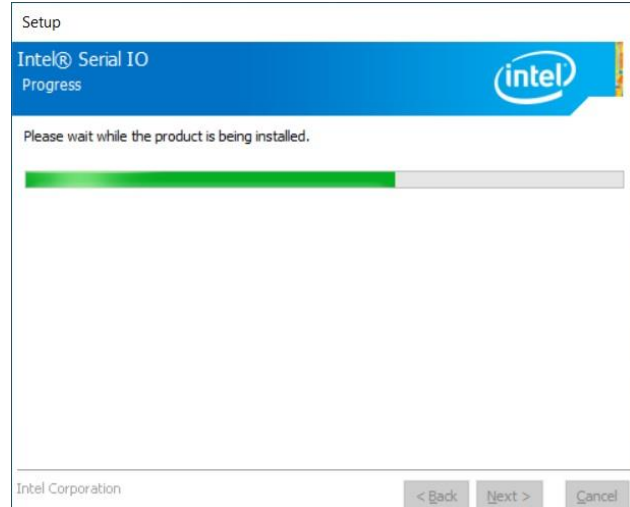 Setup
Intel® Serial IO
Progress
intel
Please wait while the product is being installed.
Intel Corporation
< Back Next > Cancel